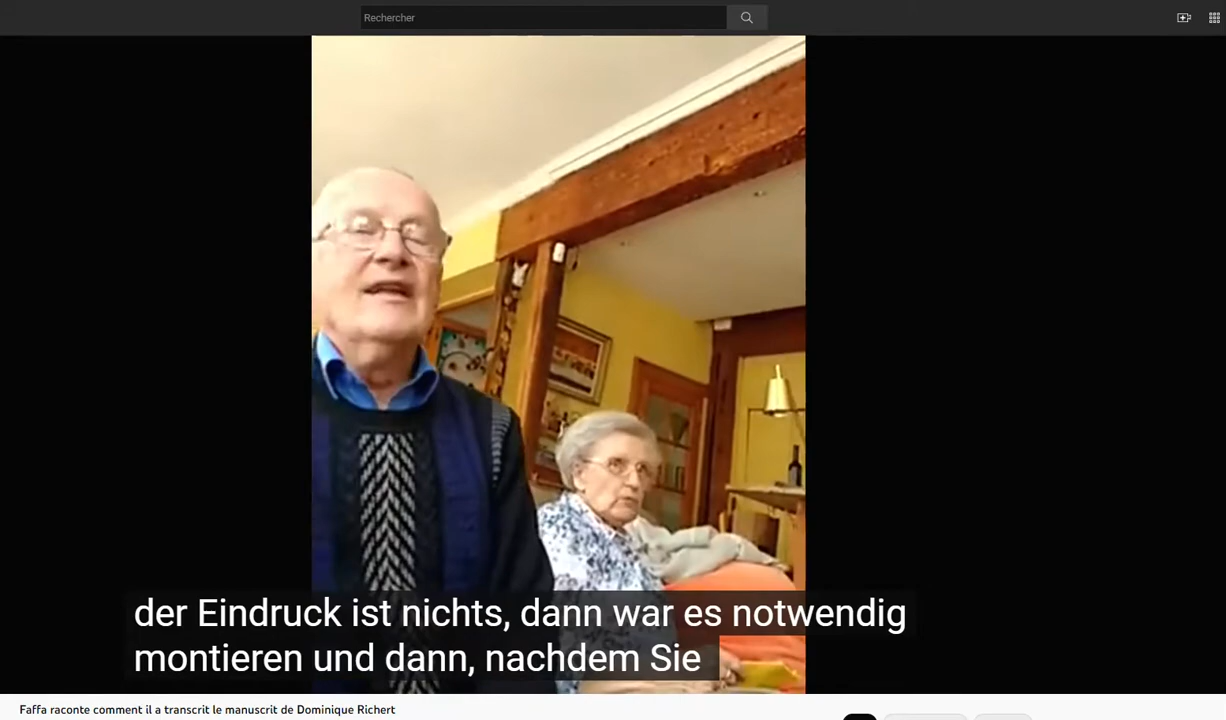 Rechercher
der Eindruck ist nichts, dann war es notwendig
montieren und dann, nachdem Sie
Faffa raconte comment il a transcrit le manuscrit de Dominique Richert